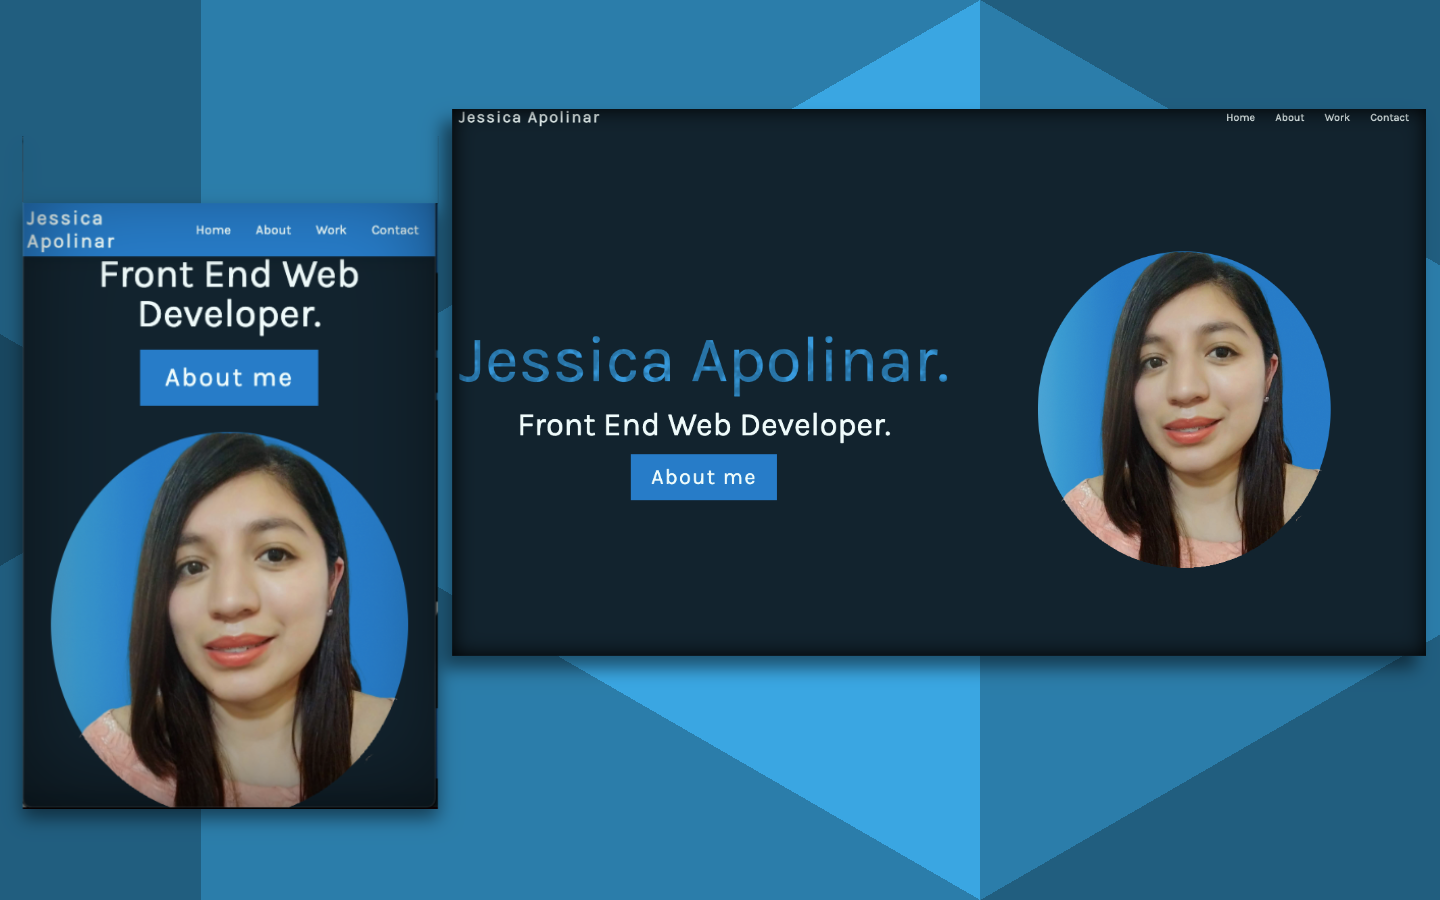 Jessica
Apolinar
Home About Work Contact
Front End Web
Developer.
About me
Jessica Apolinar
Home About Work Contact
Jessica Apolinar.
Front End Web Developer.
About me